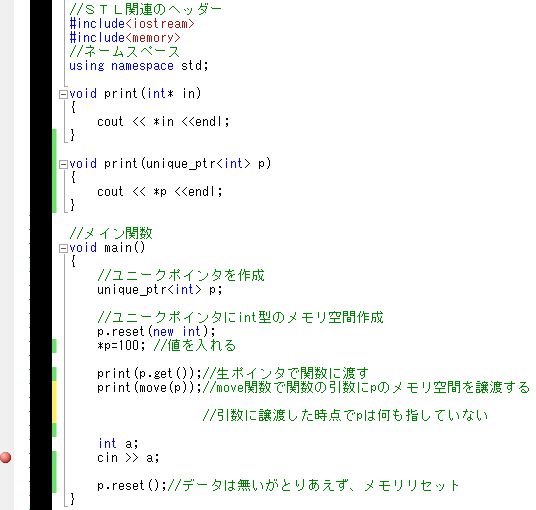 //ＳＴＬ関連のヘッダー
#include<iostream>
#include<memory>
//ネームスペース
using namespace std;
void print(int* in)
{
cout << *in <<endl;
}
void print(unique_ptr<int> p)
{
cout << *p <<endl;
}
//メイン関数
void main()
{
//ユニークポインタを作成
unique_ptr<int> p;
//ユニークポインタにint型のメモリ空間作成
p.reset(new int);
*p=100; //値を入れる
print(p.get());//生ポインタで関数に渡す
print(move(p));//move関数で関数の引数にpのメモリ空間を譲渡する
//引数に譲渡した時点でpは何も指していない
int a;
cin >> a;
p.reset();//データは無いがとりあえず、メモリリセット
}